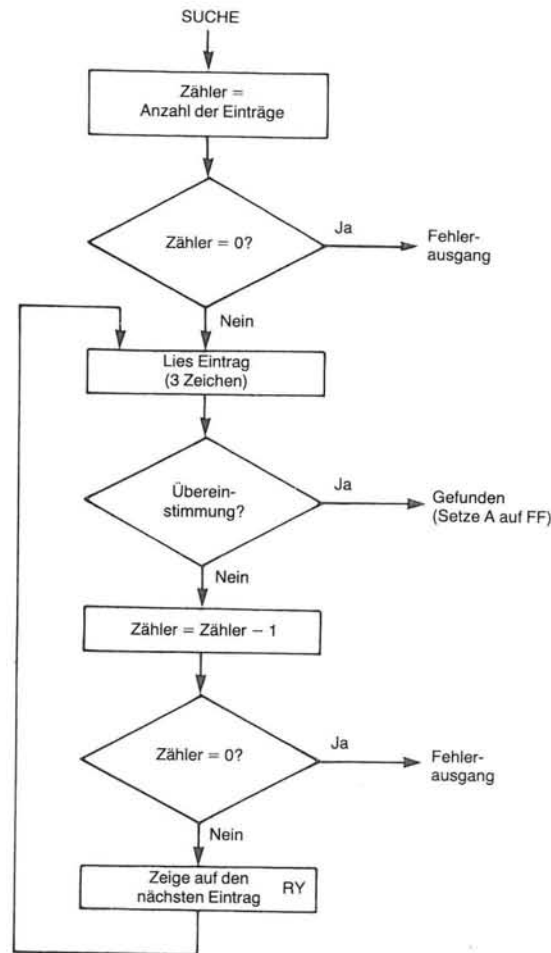 SUCHE
Zähler =
Anzahl der Einträge
Zähler = 0?
Ja
Fehler-
ausgang
Nein
Lies Eintrag
(3 Zeichen)
Überein-
stimmung?
Ja
Gefunden
(Setze A auf FF)
Nein
Zähler = Zähler − 1
Zähler = 0?
Ja
Fehler-
ausgang
Nein
Zeige auf den
nächsten Eintrag
RY